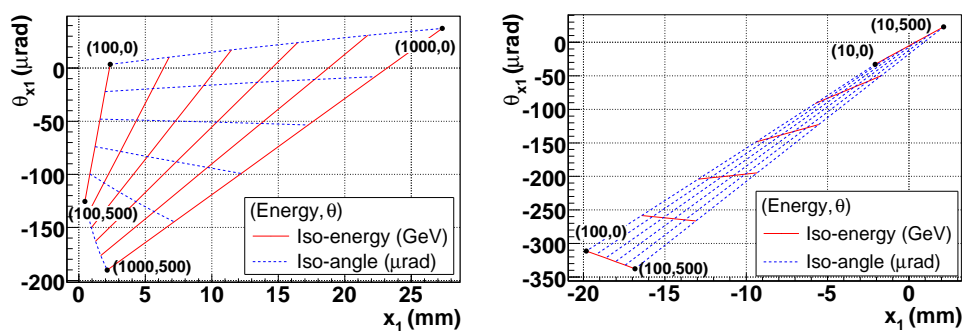 θx1 (μrad)
0
-50
-100
-150
-200
(100,0)
(1000,0)
(100,500)
(1000,500)
(Energy, θ)
Iso-energy (GeV)
Iso-angle (μrad)
0 5 10 15 20 25
x1 (mm)
θx1 (μrad)
0
-50
-100
-150
-200
-250
-300
-350
(10,500)
(10,0)
(100,0)
(100,500)
(Energy, θ)
Iso-energy (GeV)
Iso-angle (μrad)
-20 -15 -10 -5 0
x1 (mm)